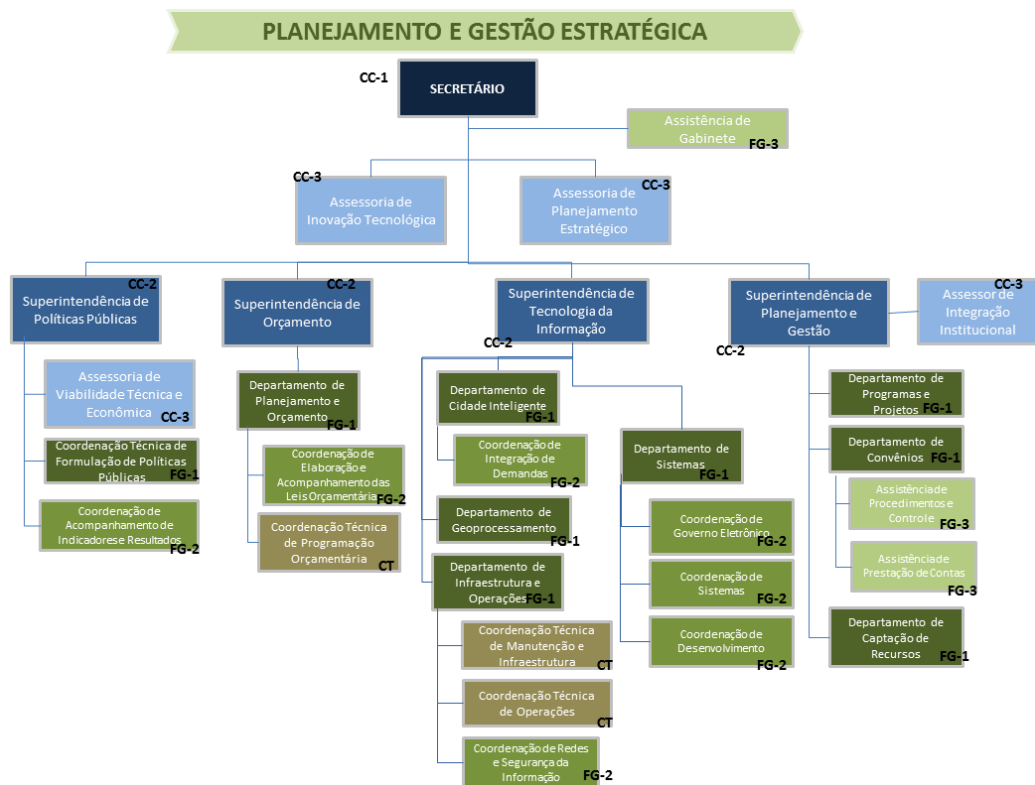 PLANEJAMENTO E GESTÃO ESTRATÉGICA
CC-1
SECRETÁRIO
Assistência de
Gabinete
FG-3
CC-3
Assessoria de
Inovação Tecnológica
CC-3
Assessoria de
Planejamento
Estratégico
CC-2
Superintendência de
Políticas Públicas
CC-2
Superintendência de
Orçamento
Superintendência de
Tecnologia da
Informação
CC-2
Superintendência de
Planejamento e
Gestão
CC-2
CC-3
Assessor de
Integração
Institucional
Assessoria de
Viabilidade Técnica e
Econômica
CC-3
Coordenação Técnica de
Formulação de Políticas
Públicas
FG-1
Coordenação de
Acompanhamento de
Indicadores e Resultados
FG-2
Departamento de
Planejamento e
Orçamento
FG-1
Coordenação de
Elaboração e
Acompanhamento das
Leis Orçamentária
FG-2
Coordenação Técnica
de Programação
Orçamentária
CT
Departamento de
Cidade Inteligente
FG-1
Coordenação de
Integração de
Demandas
FG-2
Departamento
de Geoprocessamento
FG-1
Departamento de
Infraestrutura e
Operações
FG-1
Coordenação Técnica
de Manutenção e
Infraestrutura
CT
Coordenação Técnica
de Operações
CT
Coordenação de Redes
e Segurança da
Informação
FG-2
Departamento de
Sistemas
FG-1
Coordenação de
Governo Eletrônico
FG-2
Coordenação de
Sistemas
FG-2
Coordenação de
Desenvolvimento
FG-2
Departamento de
Programas e
Projetos
FG-1
Departamento de
Convênios
FG-1
Assistência de
Procedimentos e
Controle
FG-3
Assistência de
Prestação de Contas
FG-3
Departamento de
Captação de
Recursos
FG-1